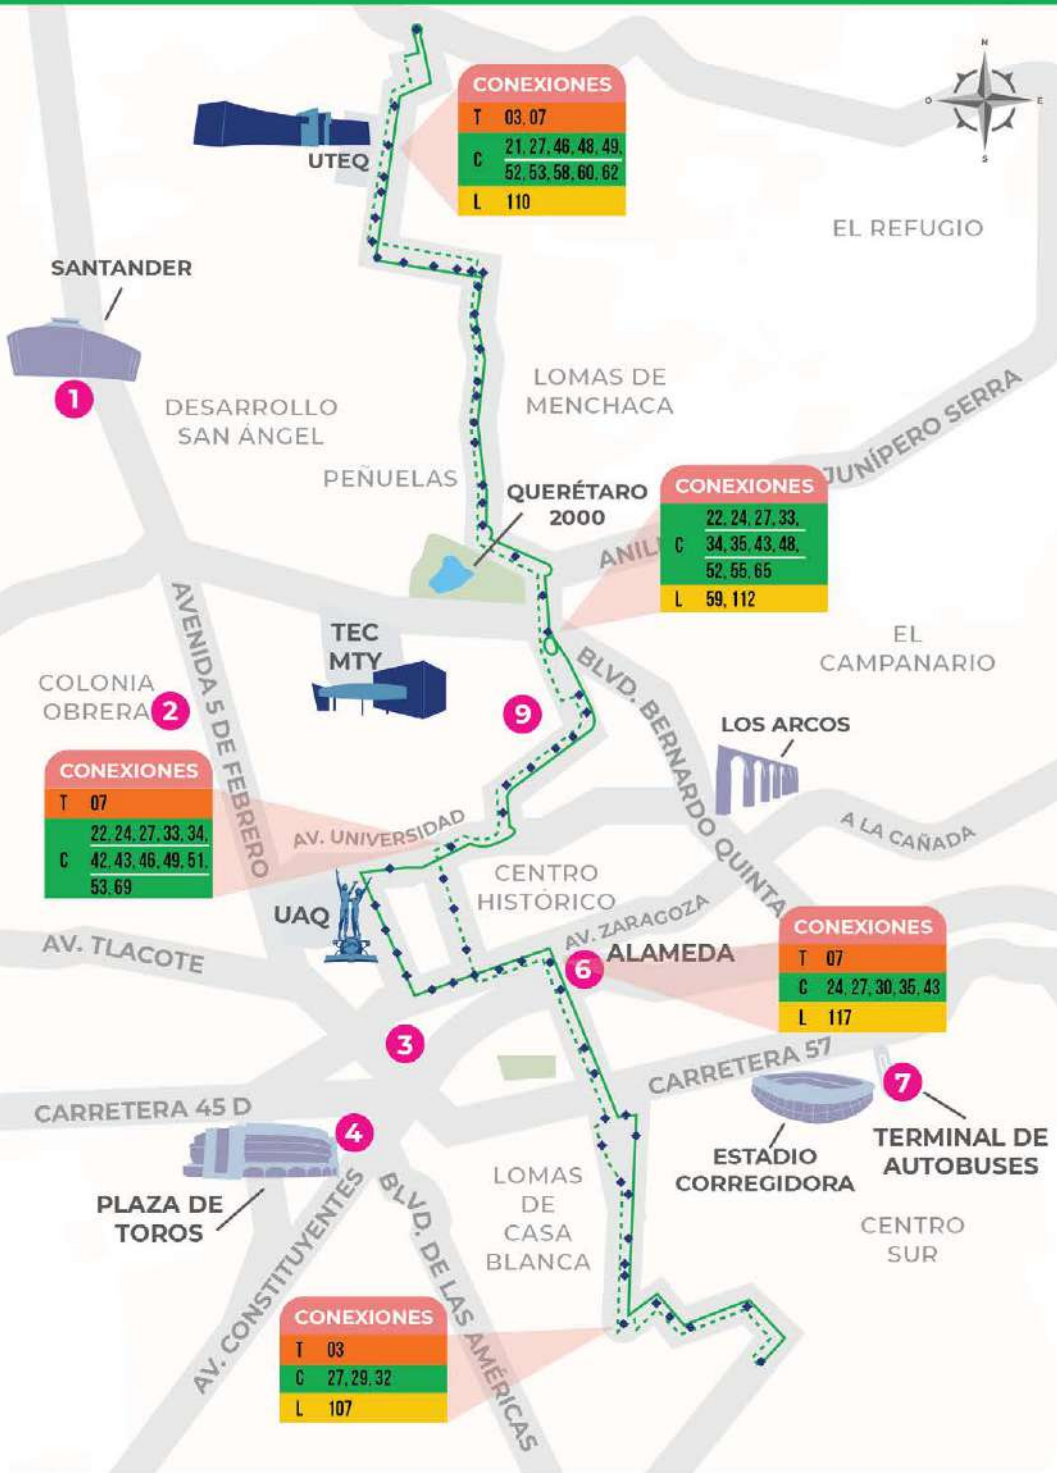 N
O
E
S
CONEXIONES
T 03, 07
C 21, 27, 46, 48, 49,
52, 53, 58, 60, 62
L 110
UTEQ
EL REFUGIO
SANTANDER
1
LOMAS DE
MENCHACA
DESARROLLO
SAN ÁNGEL
JUNÍPERO SERRA
PEÑUELAS
QUERÉTARO
2000
CONEXIONES
22, 24, 27, 33,
C 34, 35, 43, 48,
52, 55, 65
L 59, 112
AVENIDA 5 DE FEBRERO
TEC
MTY
EL
CAMPANARIO
COLONIA
OBRERA
2
9
BLVD. BERNARDO QUINTA
LOS ARCOS
CONEXIONES
T 07
22, 24, 27, 33, 34,
C 42, 43, 46, 49, 51,
53, 69
AV. UNIVERSIDAD
A LA CAÑADA
CENTRO
HISTÓRICO
UAQ
AV. ZARAGOZA
AV. TLACOTE
ALAMEDA
6
CONEXIONES
T 07
C 24, 27, 30, 35, 43
L 117
3
CARRETERA 57
7
CARRETERA 45 D
4
TERMINAL DE
AUTOBUSES
ESTADIO
CORREGIDORA
PLAZA DE
TOROS
LOMAS
DE
CASA
BLANCA
CENTRO
SUR
AV. CONSTITUYENTES
BLVD. DE LAS AMÉRICAS
CONEXIONES
T 03
C 27, 29, 32
L 107